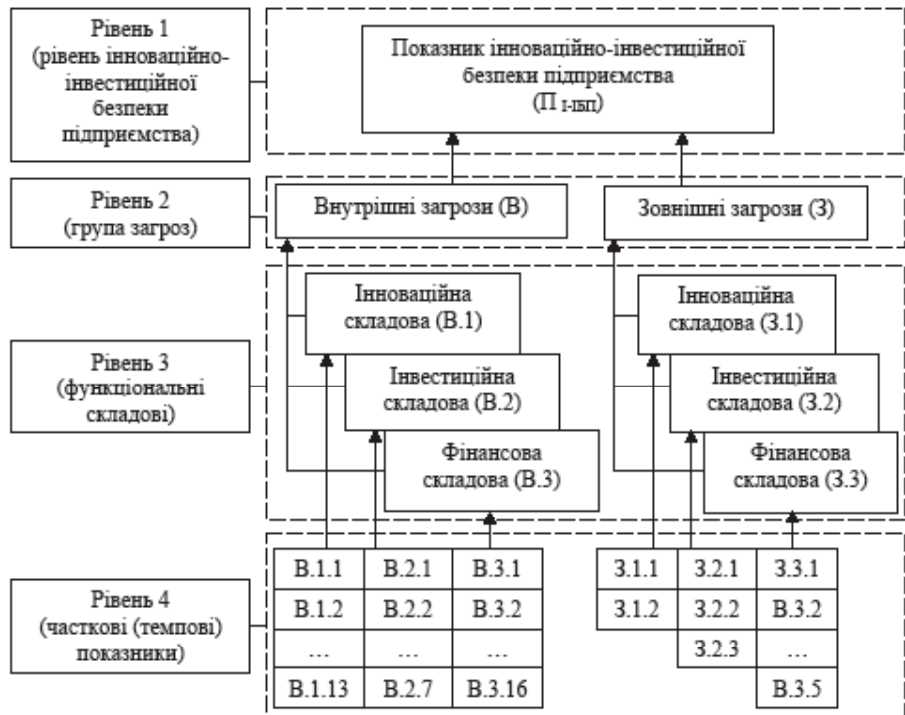 Рівень 1
(рівень інноваційно-
інвестиційної
безпеки
підприємства)
Показник інноваційно-інвестиційної
безпеки підприємства
(П І-ІБП)
Рівень 2
(група загроз)
Внутрішні загрози (В)
Зовнішні загрози (З)
Рівень 3
(функціональні
складові)
Інноваційна
складова (В.1)
Інвестиційна
складова (В.2)
Фінансова
складова (В.3)
Інноваційна
складова (З.1)
Інвестиційна
складова (З.2)
Фінансова
складова (З.3)
Рівень 4
(часткові (темпові)
показники)
В.1.1 В.2.1 В.3.1
В.1.2 В.2.2 В.3.2
... ... ...
В.1.13 В.2.7 В.3.16
З.1.1 З.2.1 З.3.1
З.1.2 З.2.2 В.3.2
З.2.3 ...
В.3.5